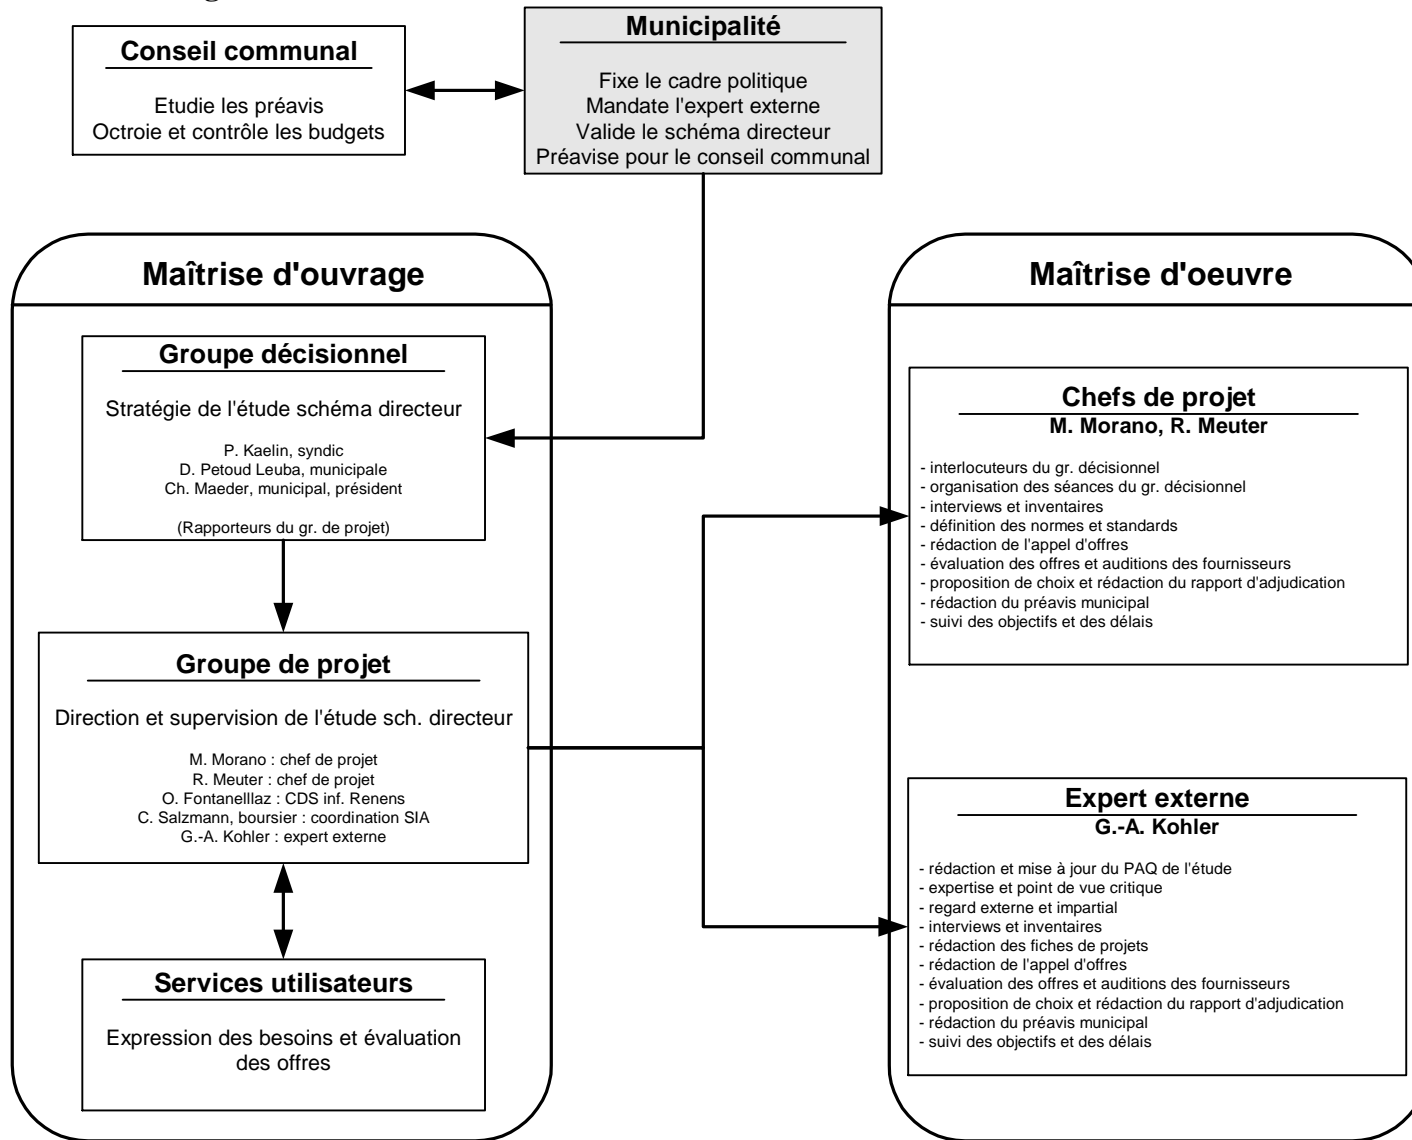 Conseil communal
Etudie les préavis
Octroie et contrôle les budgets
Municipalité
Fixe le cadre politique
Mandate l'expert externe
Valide le schéma directeur
Préavise pour le conseil communal
Maîtrise d'ouvrage
Groupe décisionnel
Stratégie de l'étude schéma directeur
P. Kaelin, syndic
D. Petoud Leuba, municipale
Ch. Maeder, municipal, président
(Rapporteurs du gr. de projet)
Groupe de projet
Direction et supervision de l'étude sch. directeur
M. Morano : chef de projet
R. Meuter : chef de projet
O. Fontanelllaz : CDS inf. Renens
C. Salzmann, boursier : coordination SIA
G.-A. Kohler : expert externe
Services utilisateurs
Expression des besoins et évaluation
des offres
Maîtrise d'oeuvre
Chefs de projet
M. Morano, R. Meuter
- interlocuteurs du gr. décisionnel
- organisation des séances du gr. décisionnel
- interviews et inventaires
- définition des normes et standards
- rédaction de l'appel d'offres
- évaluation des offres et auditions des fournisseurs
- proposition de choix et rédaction du rapport d'adjudication
- rédaction du préavis municipal
- suivi des objectifs et des délais
Expert externe
G.-A. Kohler
- rédaction et mise à jour du PAQ de l'étude
- expertise et point de vue critique
- regard externe et impartial
- interviews et inventaires
- rédaction des fiches de projets
- rédaction de l'appel d'offres
- évaluation des offres et auditions des fournisseurs
- proposition de choix et rédaction du rapport d'adjudication
- rédaction du préavis municipal
- suivi des objectifs et des délais